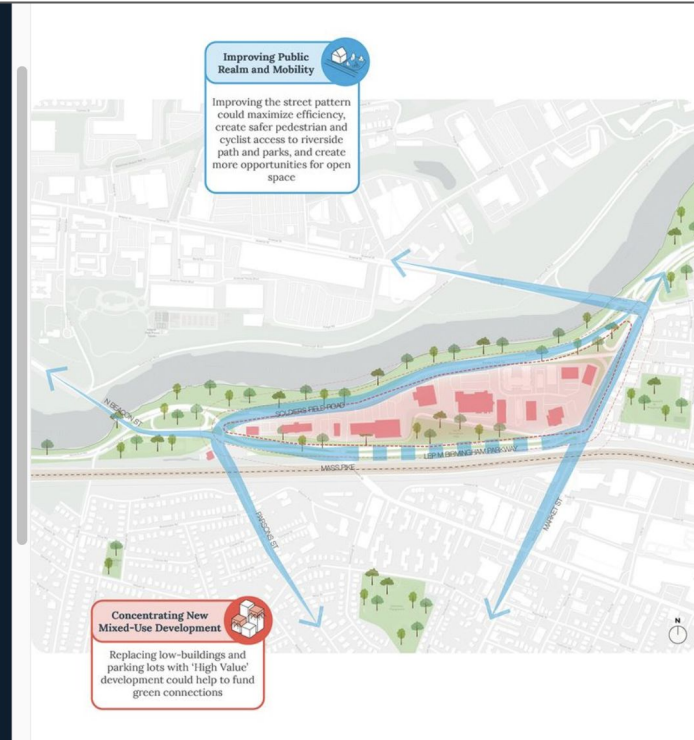 Improving Public
Realm and Mobility
Improving the street pattern
could maximize efficiency,
create safer pedestrian and
cyclist access to riverside
path and parks, and create
more opportunities for open
space
N BEACON ST
SOLDIERS FIELD ROAD
LEO M BIRMINGHAM PARKWAY
MASS PIKE
PARSONS ST
MARKET ST
N
Concentrating New
Mixed-Use Development
Replacing low-buildings and
parking lots with 'High Value'
development could help to fund
green connections